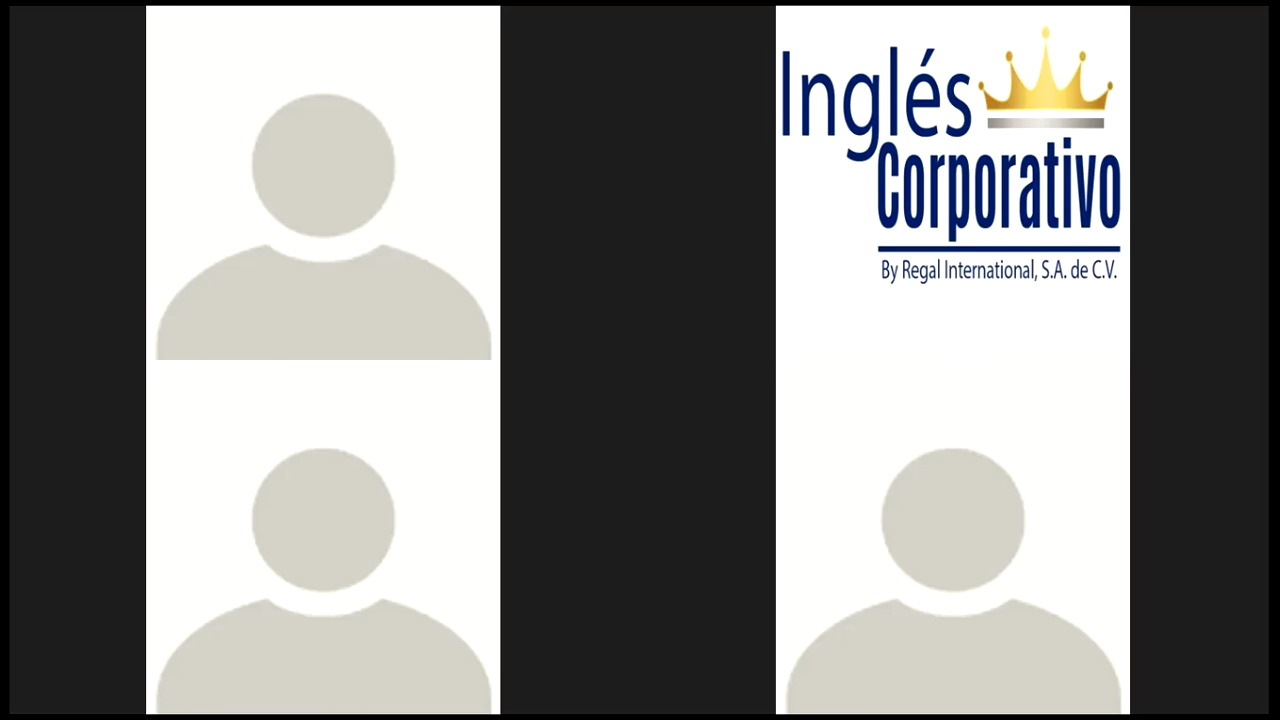 Inglés
Corporativo
By Regal International, S.A. de C.V.